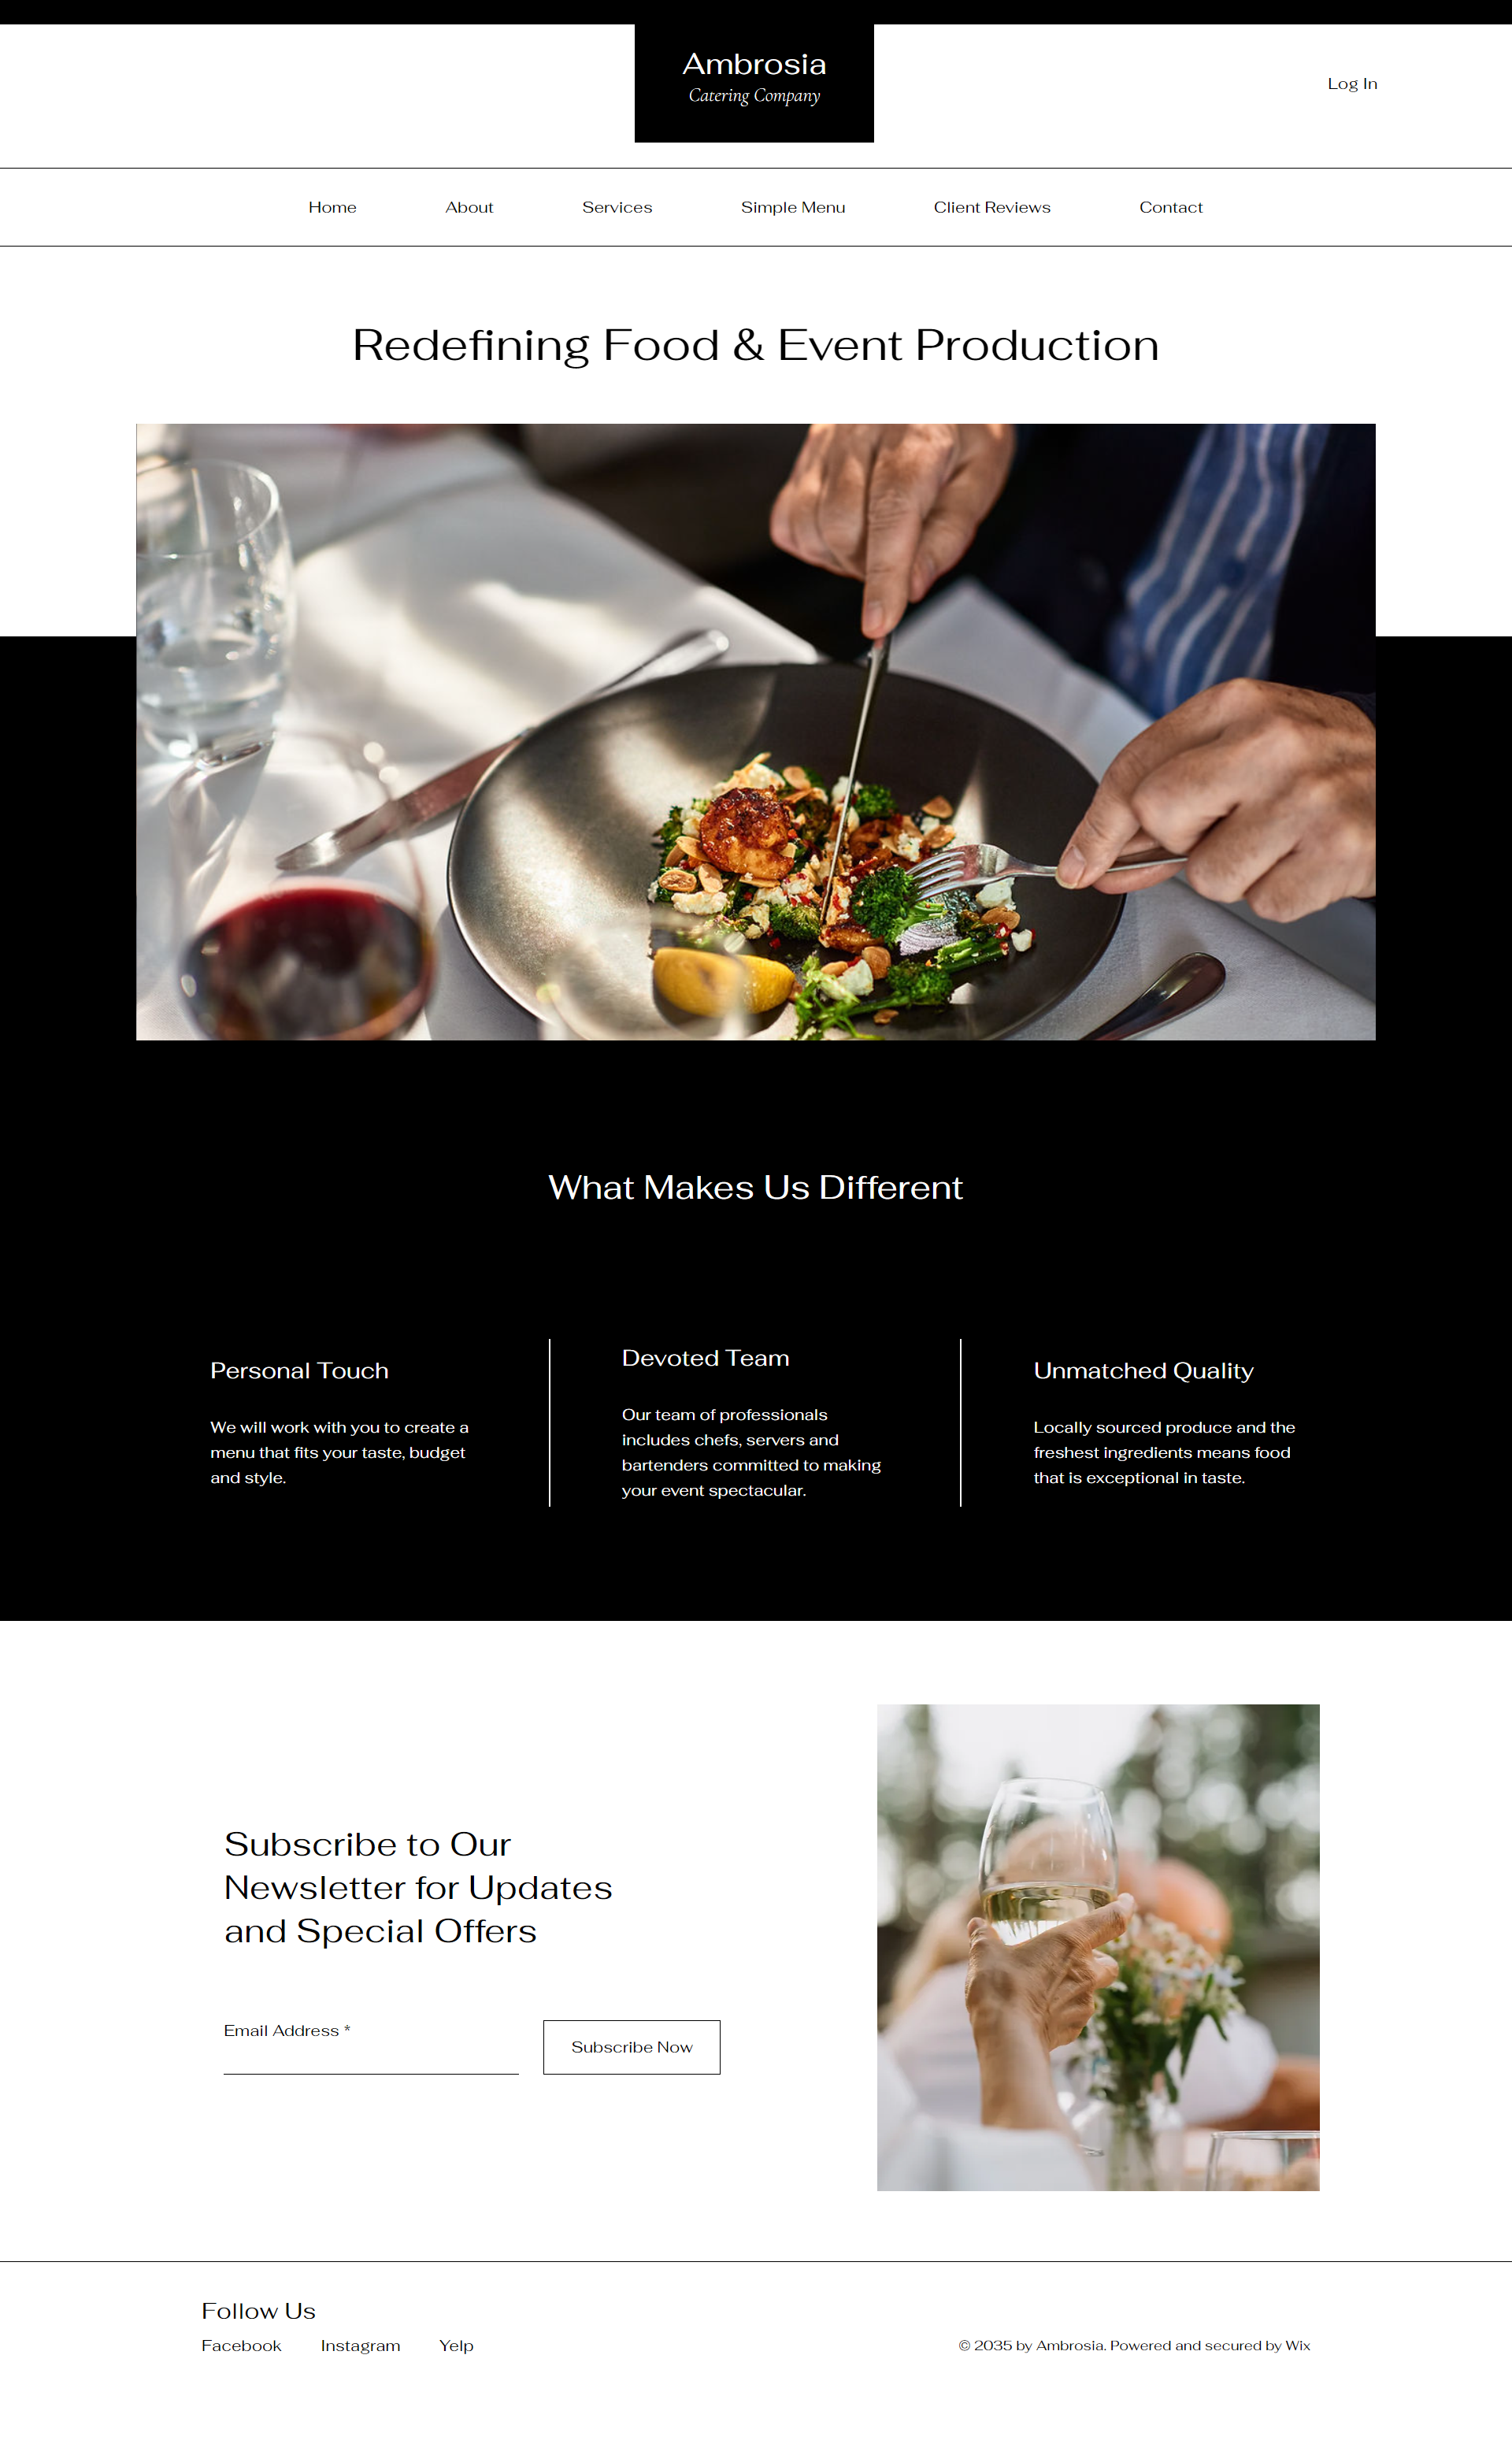 Ambrosia
Catering Company
Log In
Home
About
Services
Simple Menu
Client Reviews
Contact
Redefining Food & Event Production
What Makes Us Different
Personal Touch
We will work with you to create a
menu that fits your taste, budget
and style.
Devoted Team
Our team of professionals
includes chefs, servers and
bartenders committed to making
your event spectacular.
Unmatched Quality
Locally sourced produce and the
freshest ingredients means food
that is exceptional in taste.
Subscribe to Our
Newsletter for Updates
and Special Offers
Email Address *
Subscribe Now
Follow Us
Facebook
Instagram
Yelp
© 2035 by Ambrosia. Powered and secured by Wix